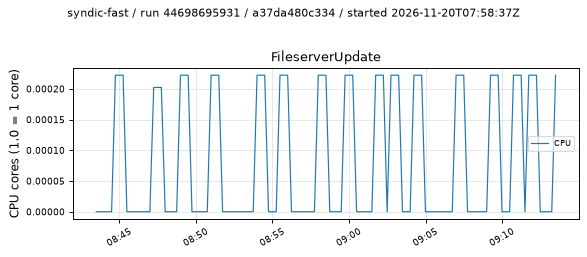 syndic-fast / run 44698695931 / a37da480c334 / started 2026-11-20T07:58:37Z
FileserverUpdate
CPU cores (1.0 = 1 core)
0.00020
0.00015
0.00010
0.00005
0.00000
CPU
08:45
08:50
08:55
09:00
09:05
09:10